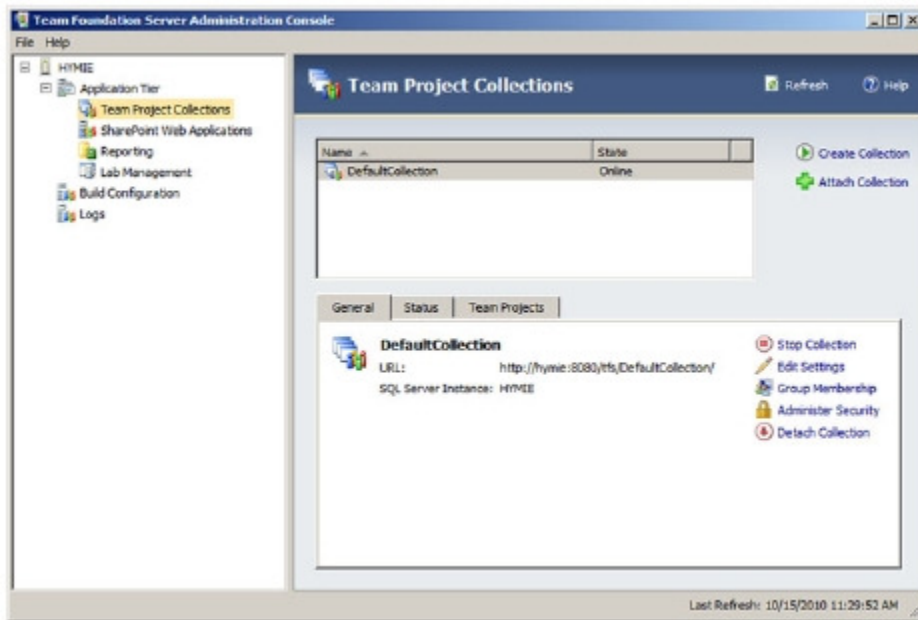 Team Foundation Server Administration Console
File Help
HYMIE
Application Tier
Team Project Collections
SharePoint Web Applications
Reporting
Lab Management
Build Configuration
Logs
Team Project Collections
Refresh
Help
Name State
DefaultCollection Online
Create Collection
Attach Collection
General Status Team Projects
DefaultCollection
URL: http://hymie:8080/tfs/DefaultCollection/
SQL Server Instance: HYMIE
Stop Collection
Edit Settings
Group Membership
Administer Security
Detach Collection
Last Refresh: 10/15/2010 11:29:52 AM